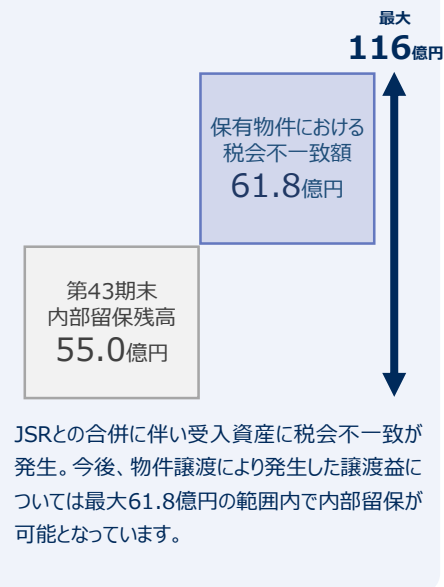 最大
116億円
保有物件における
税会不一致額
61.8億円
第43期末
内部留保残高
55.0億円
JSRとの合併に伴い受入資産に税会不一致が
発生。今後、物件譲渡により発生した譲渡益に
ついては最大61.8億円の範囲内で内部留保が
可能となっています。